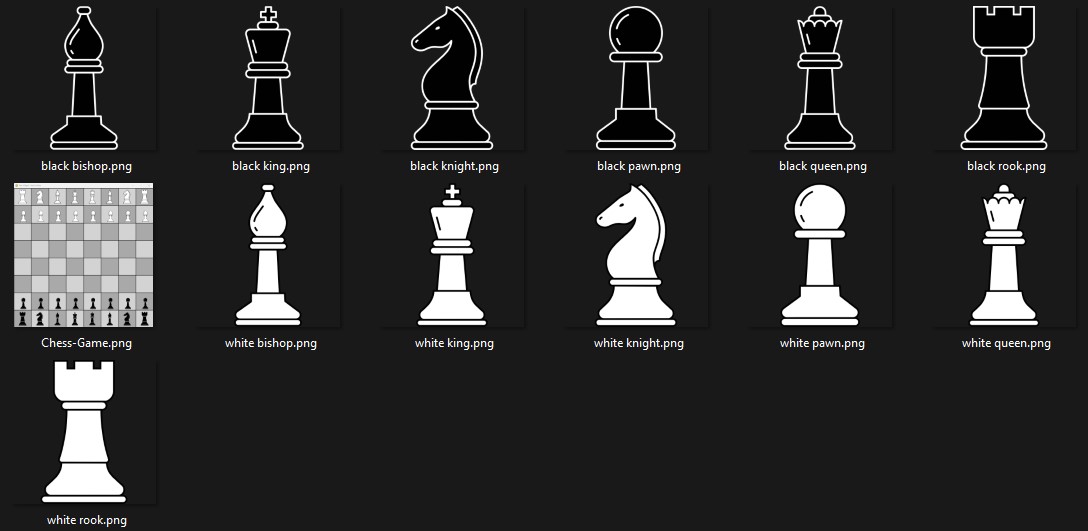 black bishop.png
black king.png
black knight.png
black pawn.png
black queen.png
black rook.png
Chess-Game.png
white bishop.png
white king.png
white knight.png
white pawn.png
white queen.png
white rook.png